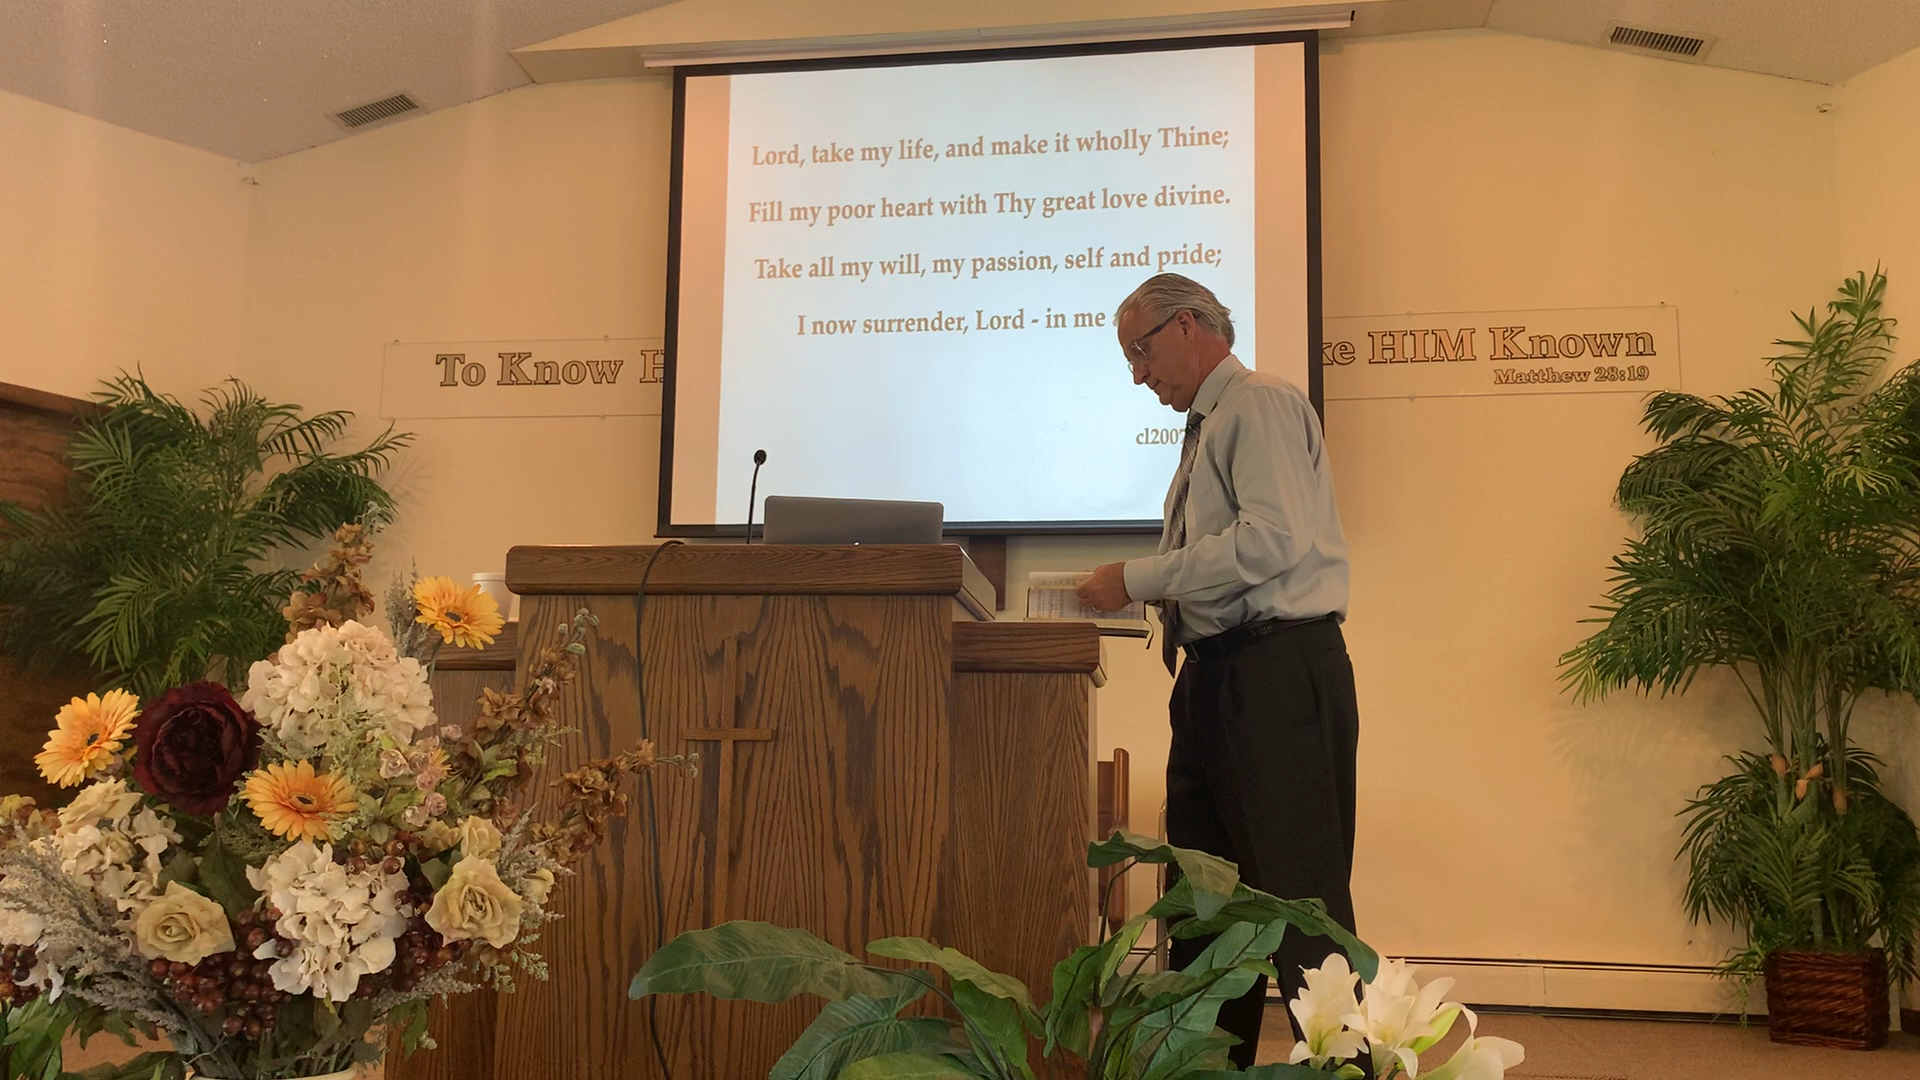 Lord, take my life, and make it wholly Thine;
Fill my poor heart with Thy great love divine.
Take all my will, my passion, self and pride;
I now surrender, Lord - in me
cl2007
To Know H
ke HIM Known
Matthew 28:19